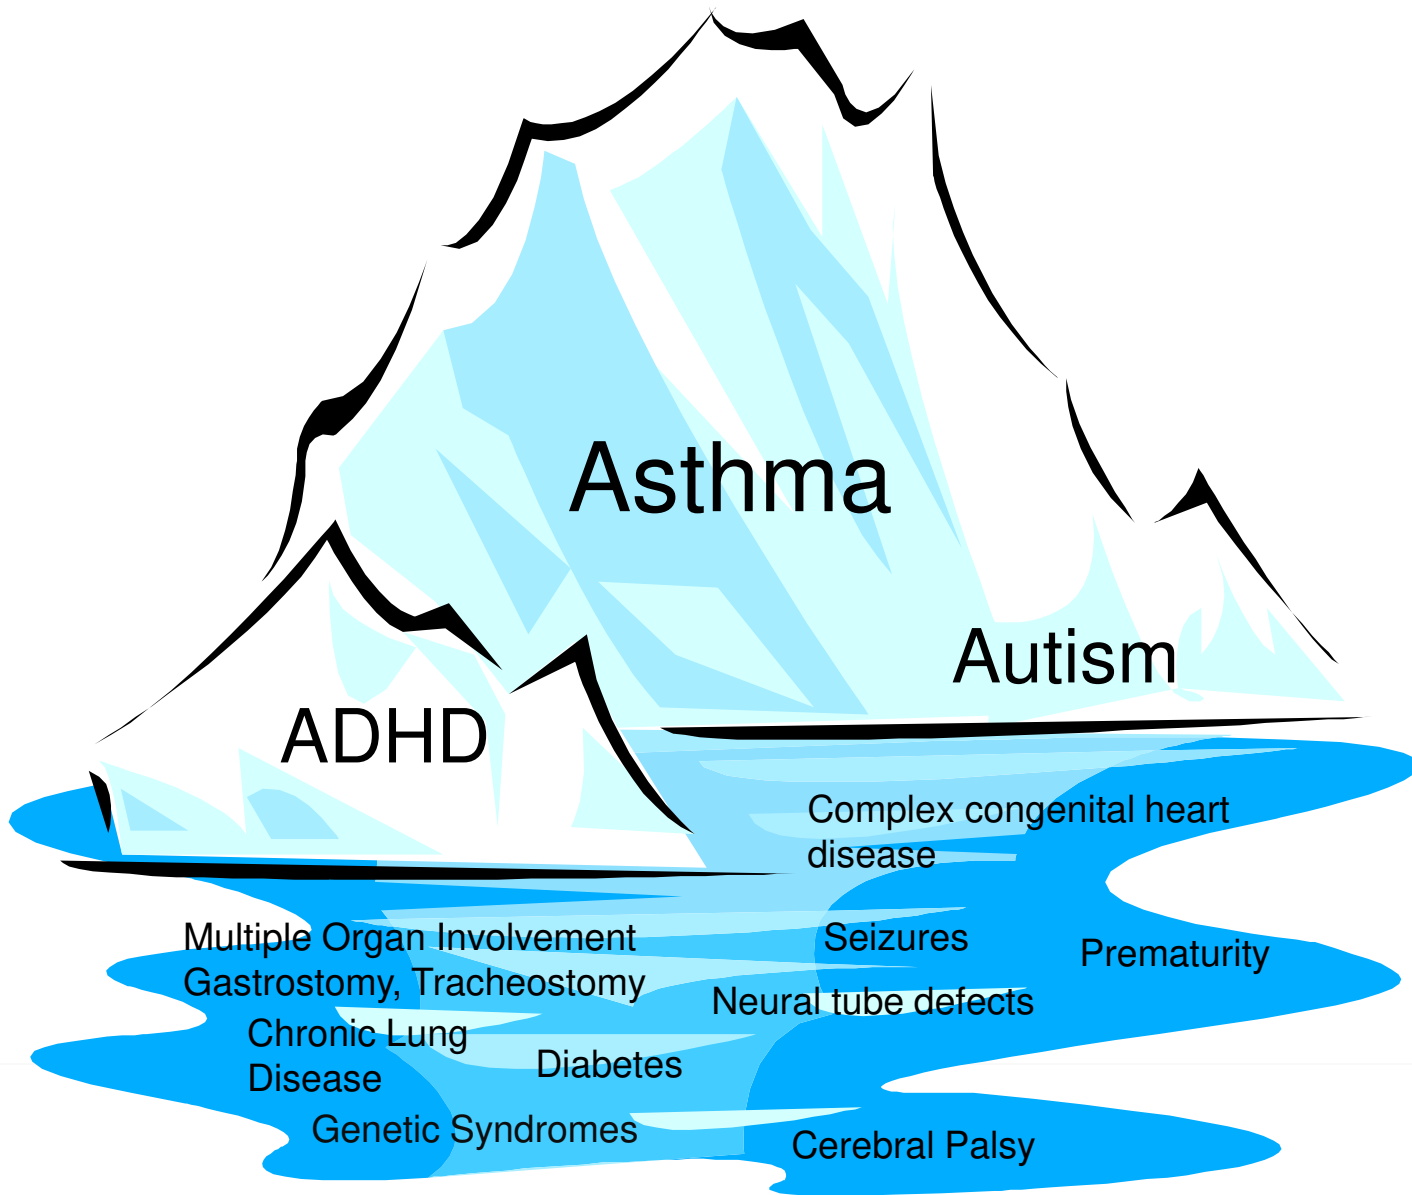 Asthma
Autism
ADHD
Complex congenital heart
disease
Multiple Organ Involvement
Gastrostomy, Tracheostomy
Seizures
Prematurity
Neural tube defects
Chronic Lung
Disease
Diabetes
Genetic Syndromes
Cerebral Palsy